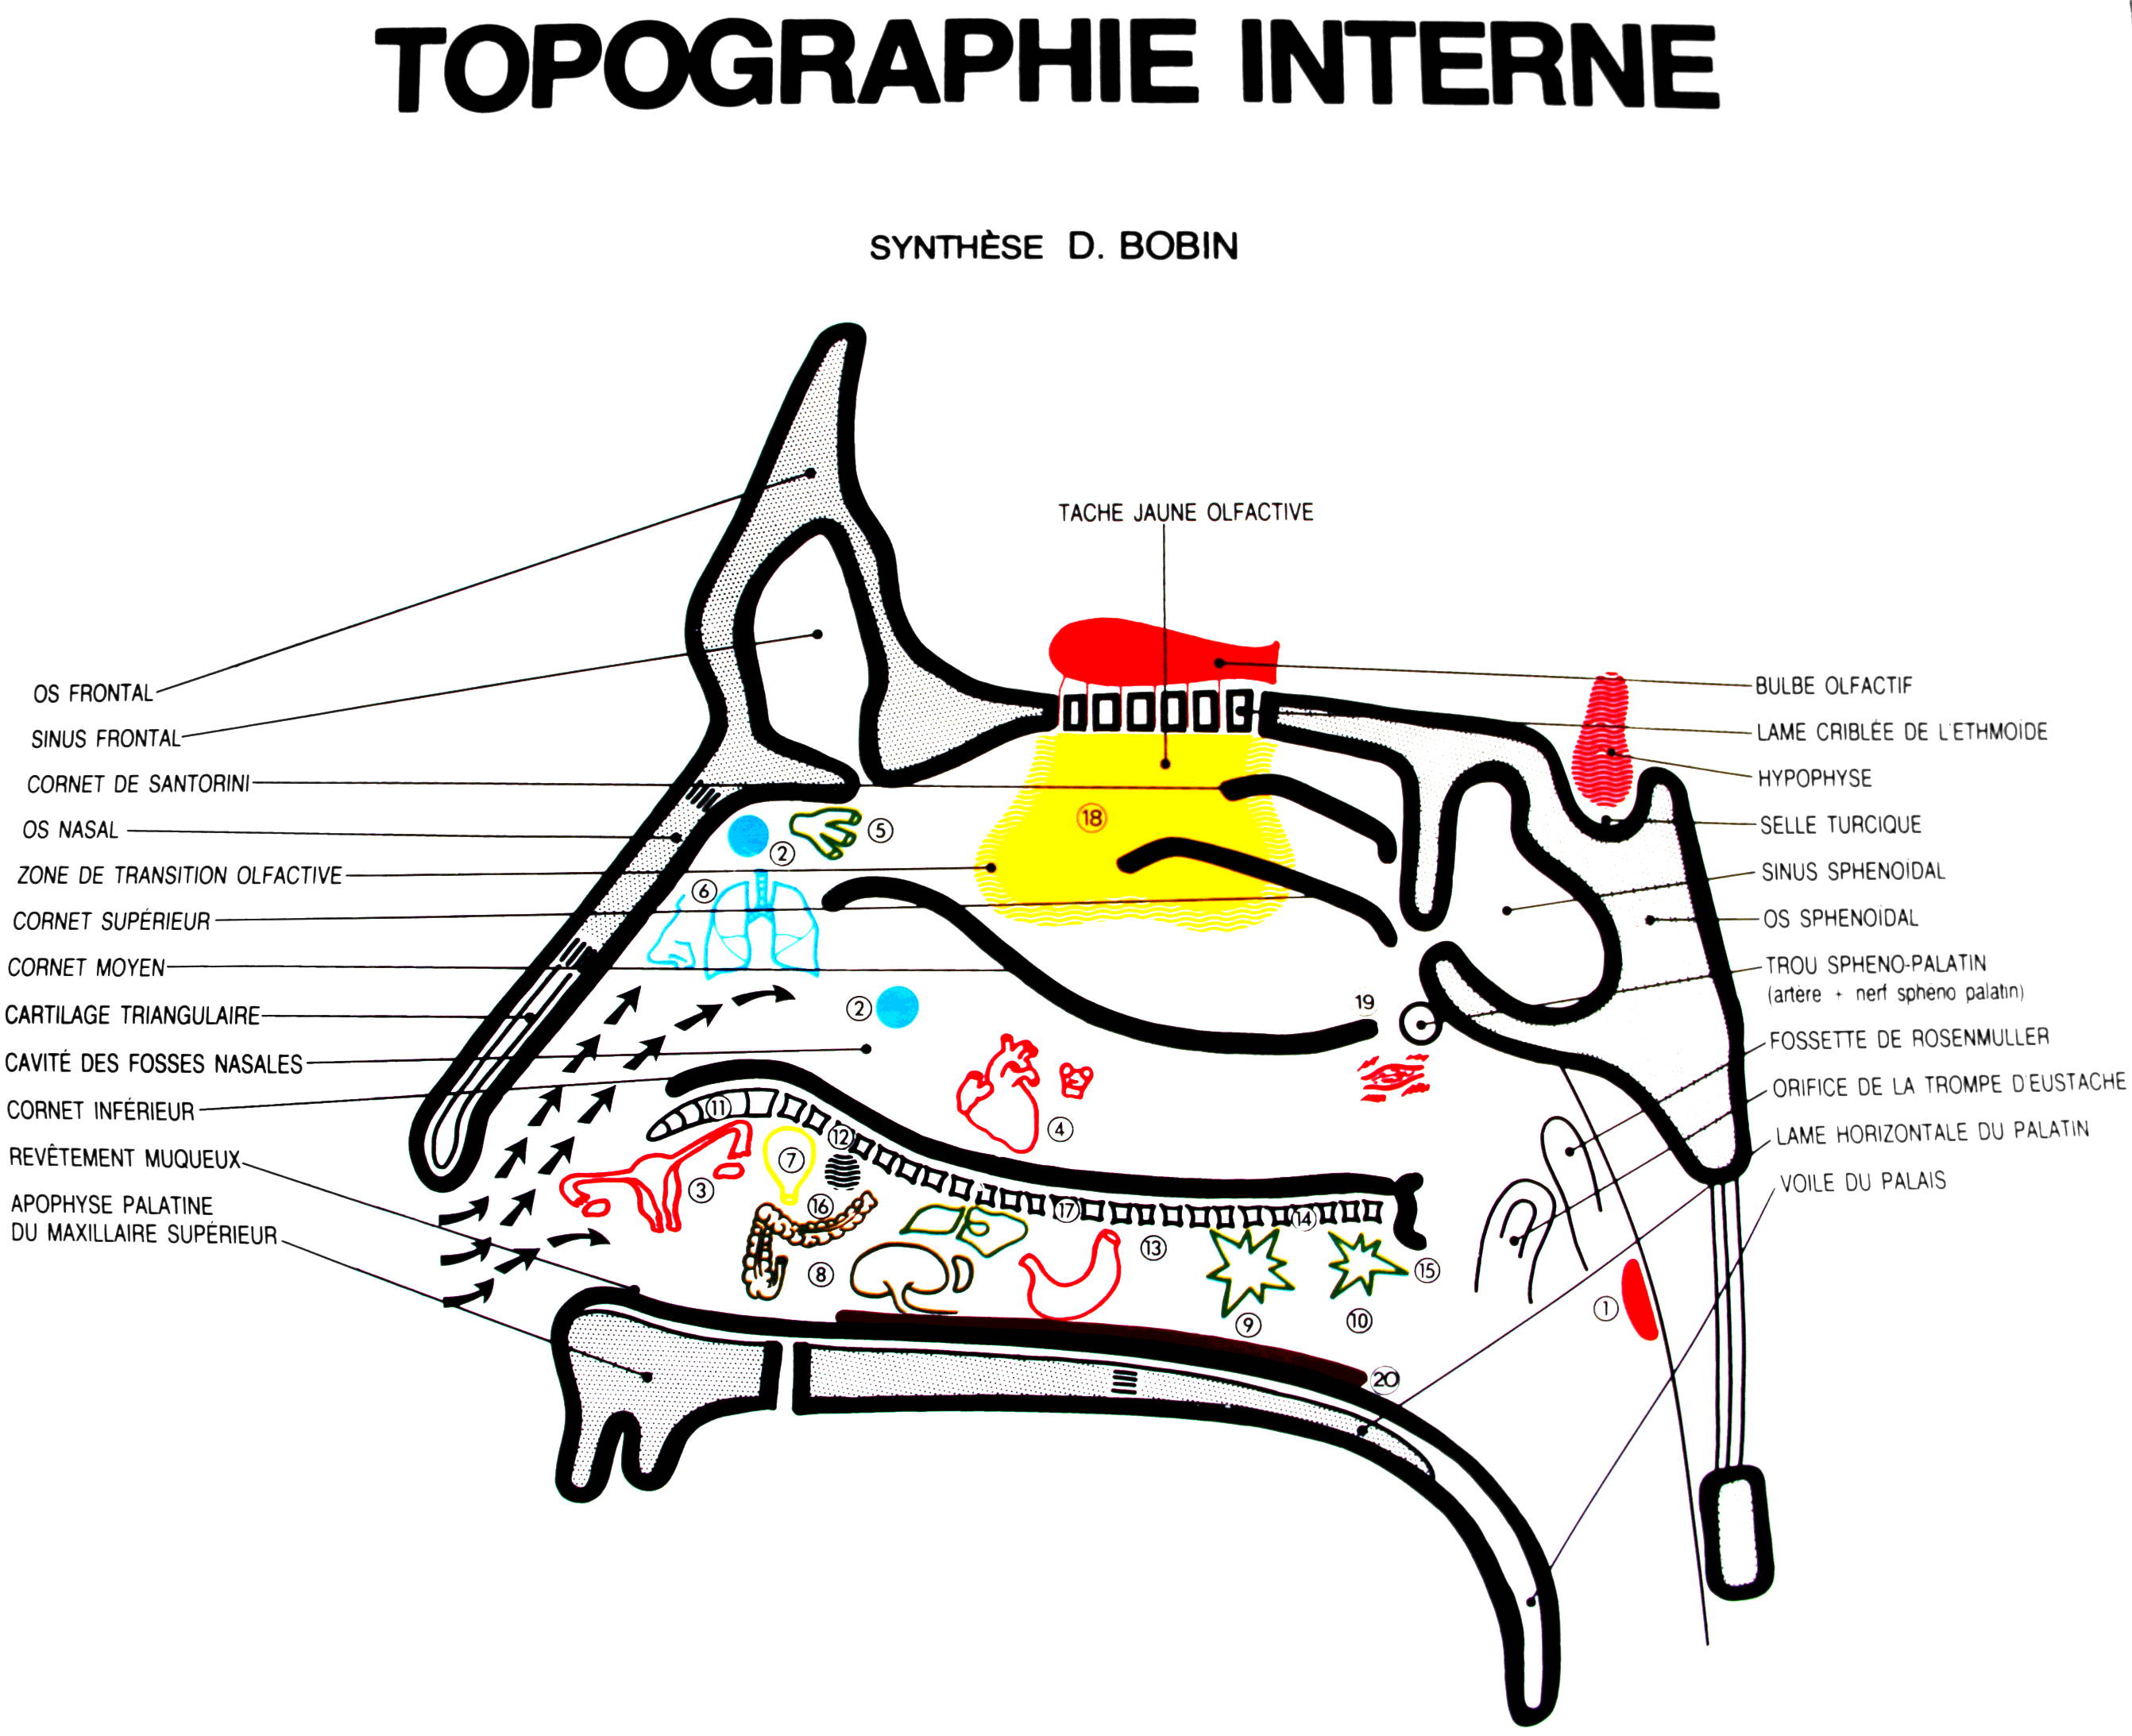 TOPOGRAPHIE INTERNE
SYNTHÈSE D. BOBIN
TACHE JAUNE OLFACTIVE
OS FRONTAL
SINUS FRONTAL
CORNET DE SANTORINI
OS NASAL
ZONE DE TRANSITION OLFACTIVE
CORNET SUPÉRIEUR
CORNET MOYEN
CARTILAGE TRIANGULAIRE
CAVITÉ DES FOSSES NASALES
CORNET INFÉRIEUR
REVÊTEMENT MUQUEUX
APOPHYSE PALATINE
DU MAXILLAIRE SUPÉRIEUR
BULBE OLFACTIF
LAME CRIBLÉE DE L'ETHMOÏDE
HYPOPHYSE
SELLE TURCIQUE
SINUS SPHENOÏDAL
OS SPHENOÏDAL
TROU SPHENO-PALATIN
(artère + nerf sphéno palatin)
FOSSETTE DE ROSENMULLER
ORIFICE DE LA TROMPE D'EUSTACHE
LAME HORIZONTALE DU PALATIN
VOILE DU PALAIS
18
5
2
6
2
19
4
11
12
7
3
16
17
14
13
8
15
9
10
1
20